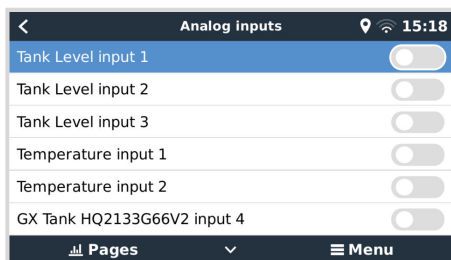 Analog inputs 15:18
Tank Level input 1
Tank Level input 2
Tank Level input 3
Temperature input 1
Temperature input 2
GX Tank HQ2133G66V2 input 4
Pages Menu